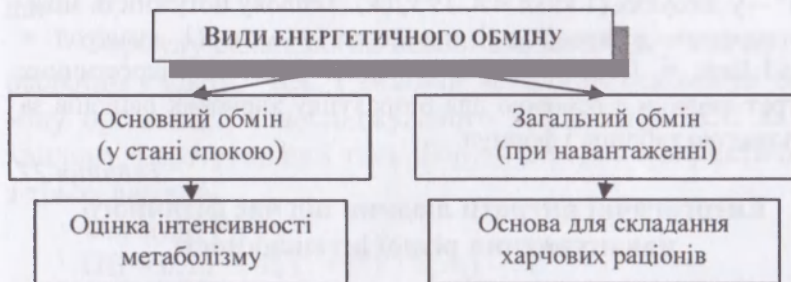 ВИДИ ЕНЕРГЕТИЧНОГО ОБМІНУ
Основний обмін
(у стані спокою)
Загальний обмін
(при навантаженні)
Оцінка інтенсивності
метаболізму
Основа для складання
харчових раціонів